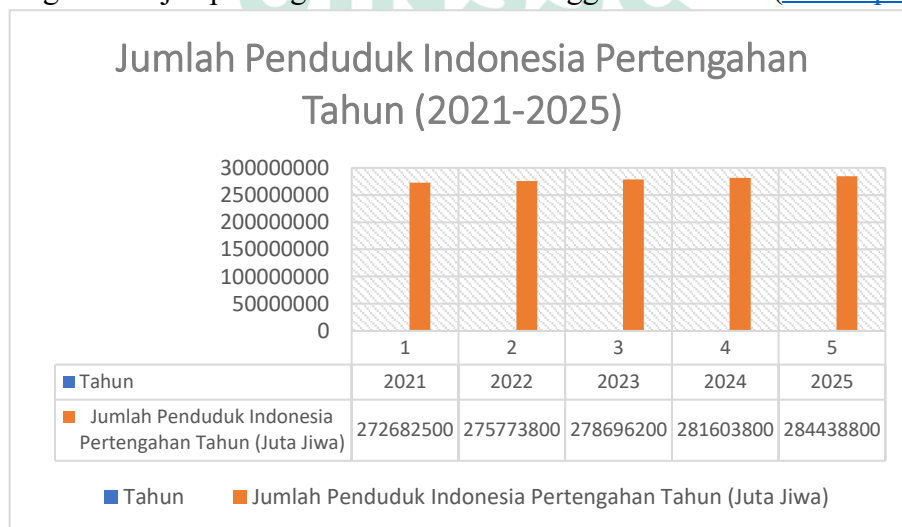 Jumlah Penduduk Indonesia Pertengahan
Tahun (2021-2025)
300000000
250000000
200000000
150000000
100000000
50000000
0
1 2 3 4 5
Tahun 2021 2022 2023 2024 2025
Jumlah Penduduk Indonesia
Pertengahan Tahun (Juta Jiwa) 272682500 275773800 278696200 281603800 284438800
Tahun Jumlah Penduduk Indonesia Pertengahan Tahun (Juta Jiwa)